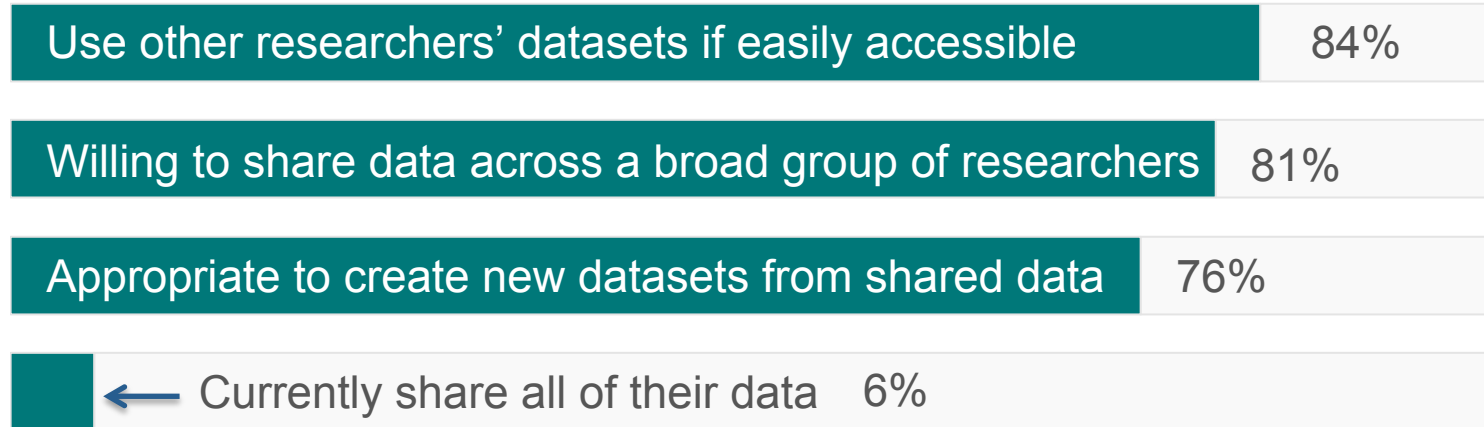 Use other researchers’ datasets if easily accessible 84%
Willing to share data across a broad group of researchers 81%
Appropriate to create new datasets from shared data 76%
Currently share all of their data 6%